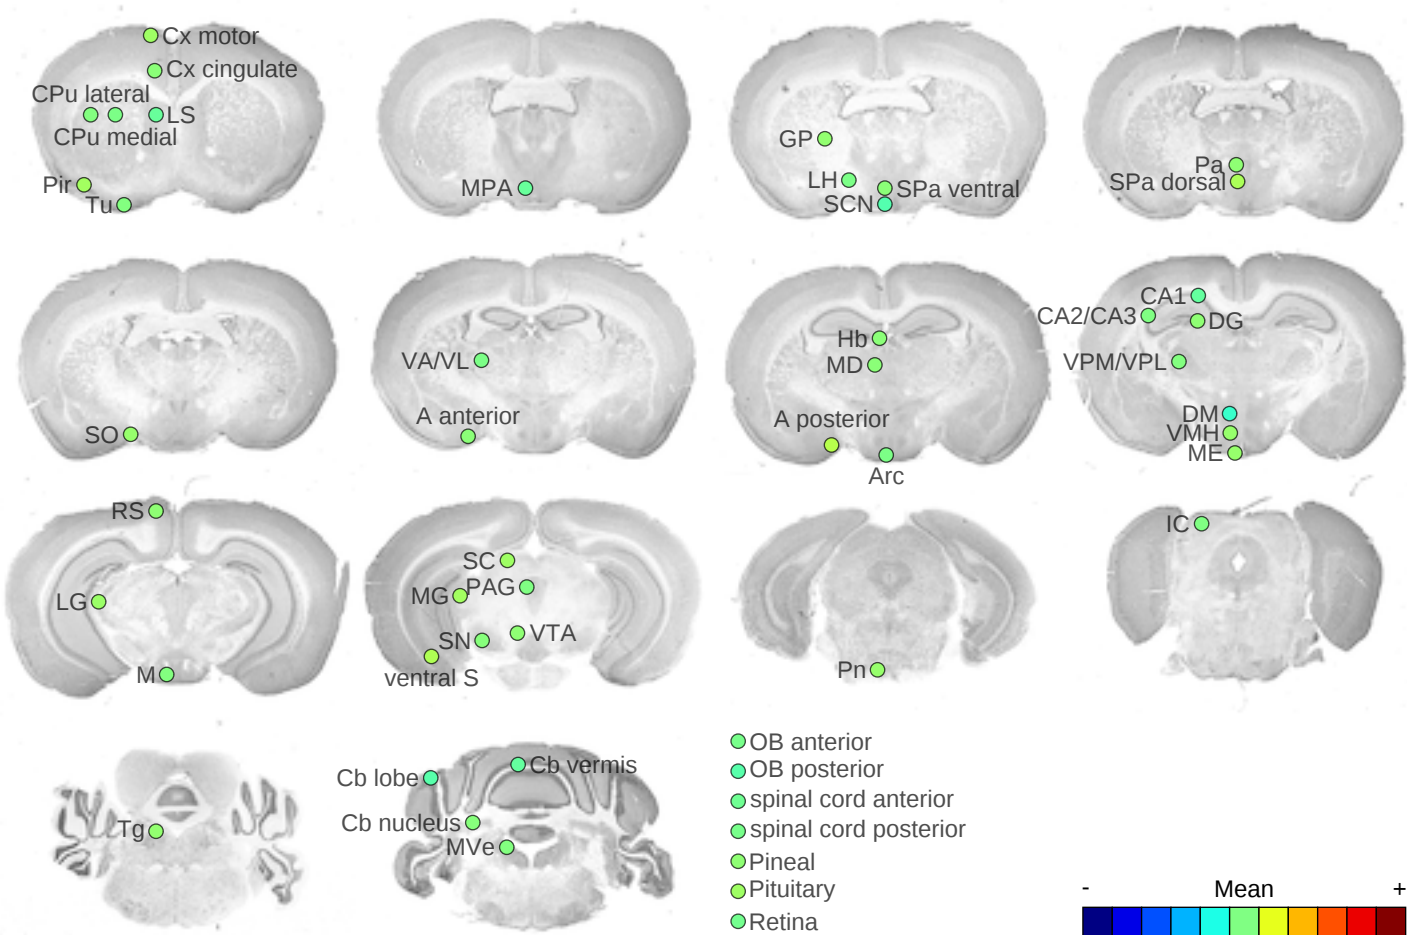 Cx motor
Cx cingulate
CPu lateral
LS
CPu medial
Pir
Tu
MPA
GP
LH
SPa ventral
SCN
Pa
SPa dorsal
SO
VA/VL
A anterior
Hb
MD
A posterior
Arc
CA1
CA2/CA3
DG
VPM/VPL
DM
VMH
ME
RS
LG
M
SC
PAG
MG
SN
VTA
ventral S
Pn
IC
Tg
Cb lobe
Cb vermis
Cb nucleus
MVe
OB anterior
OB posterior
spinal cord anterior
spinal cord posterior
Pineal
Pituitary
Retina
- Mean +